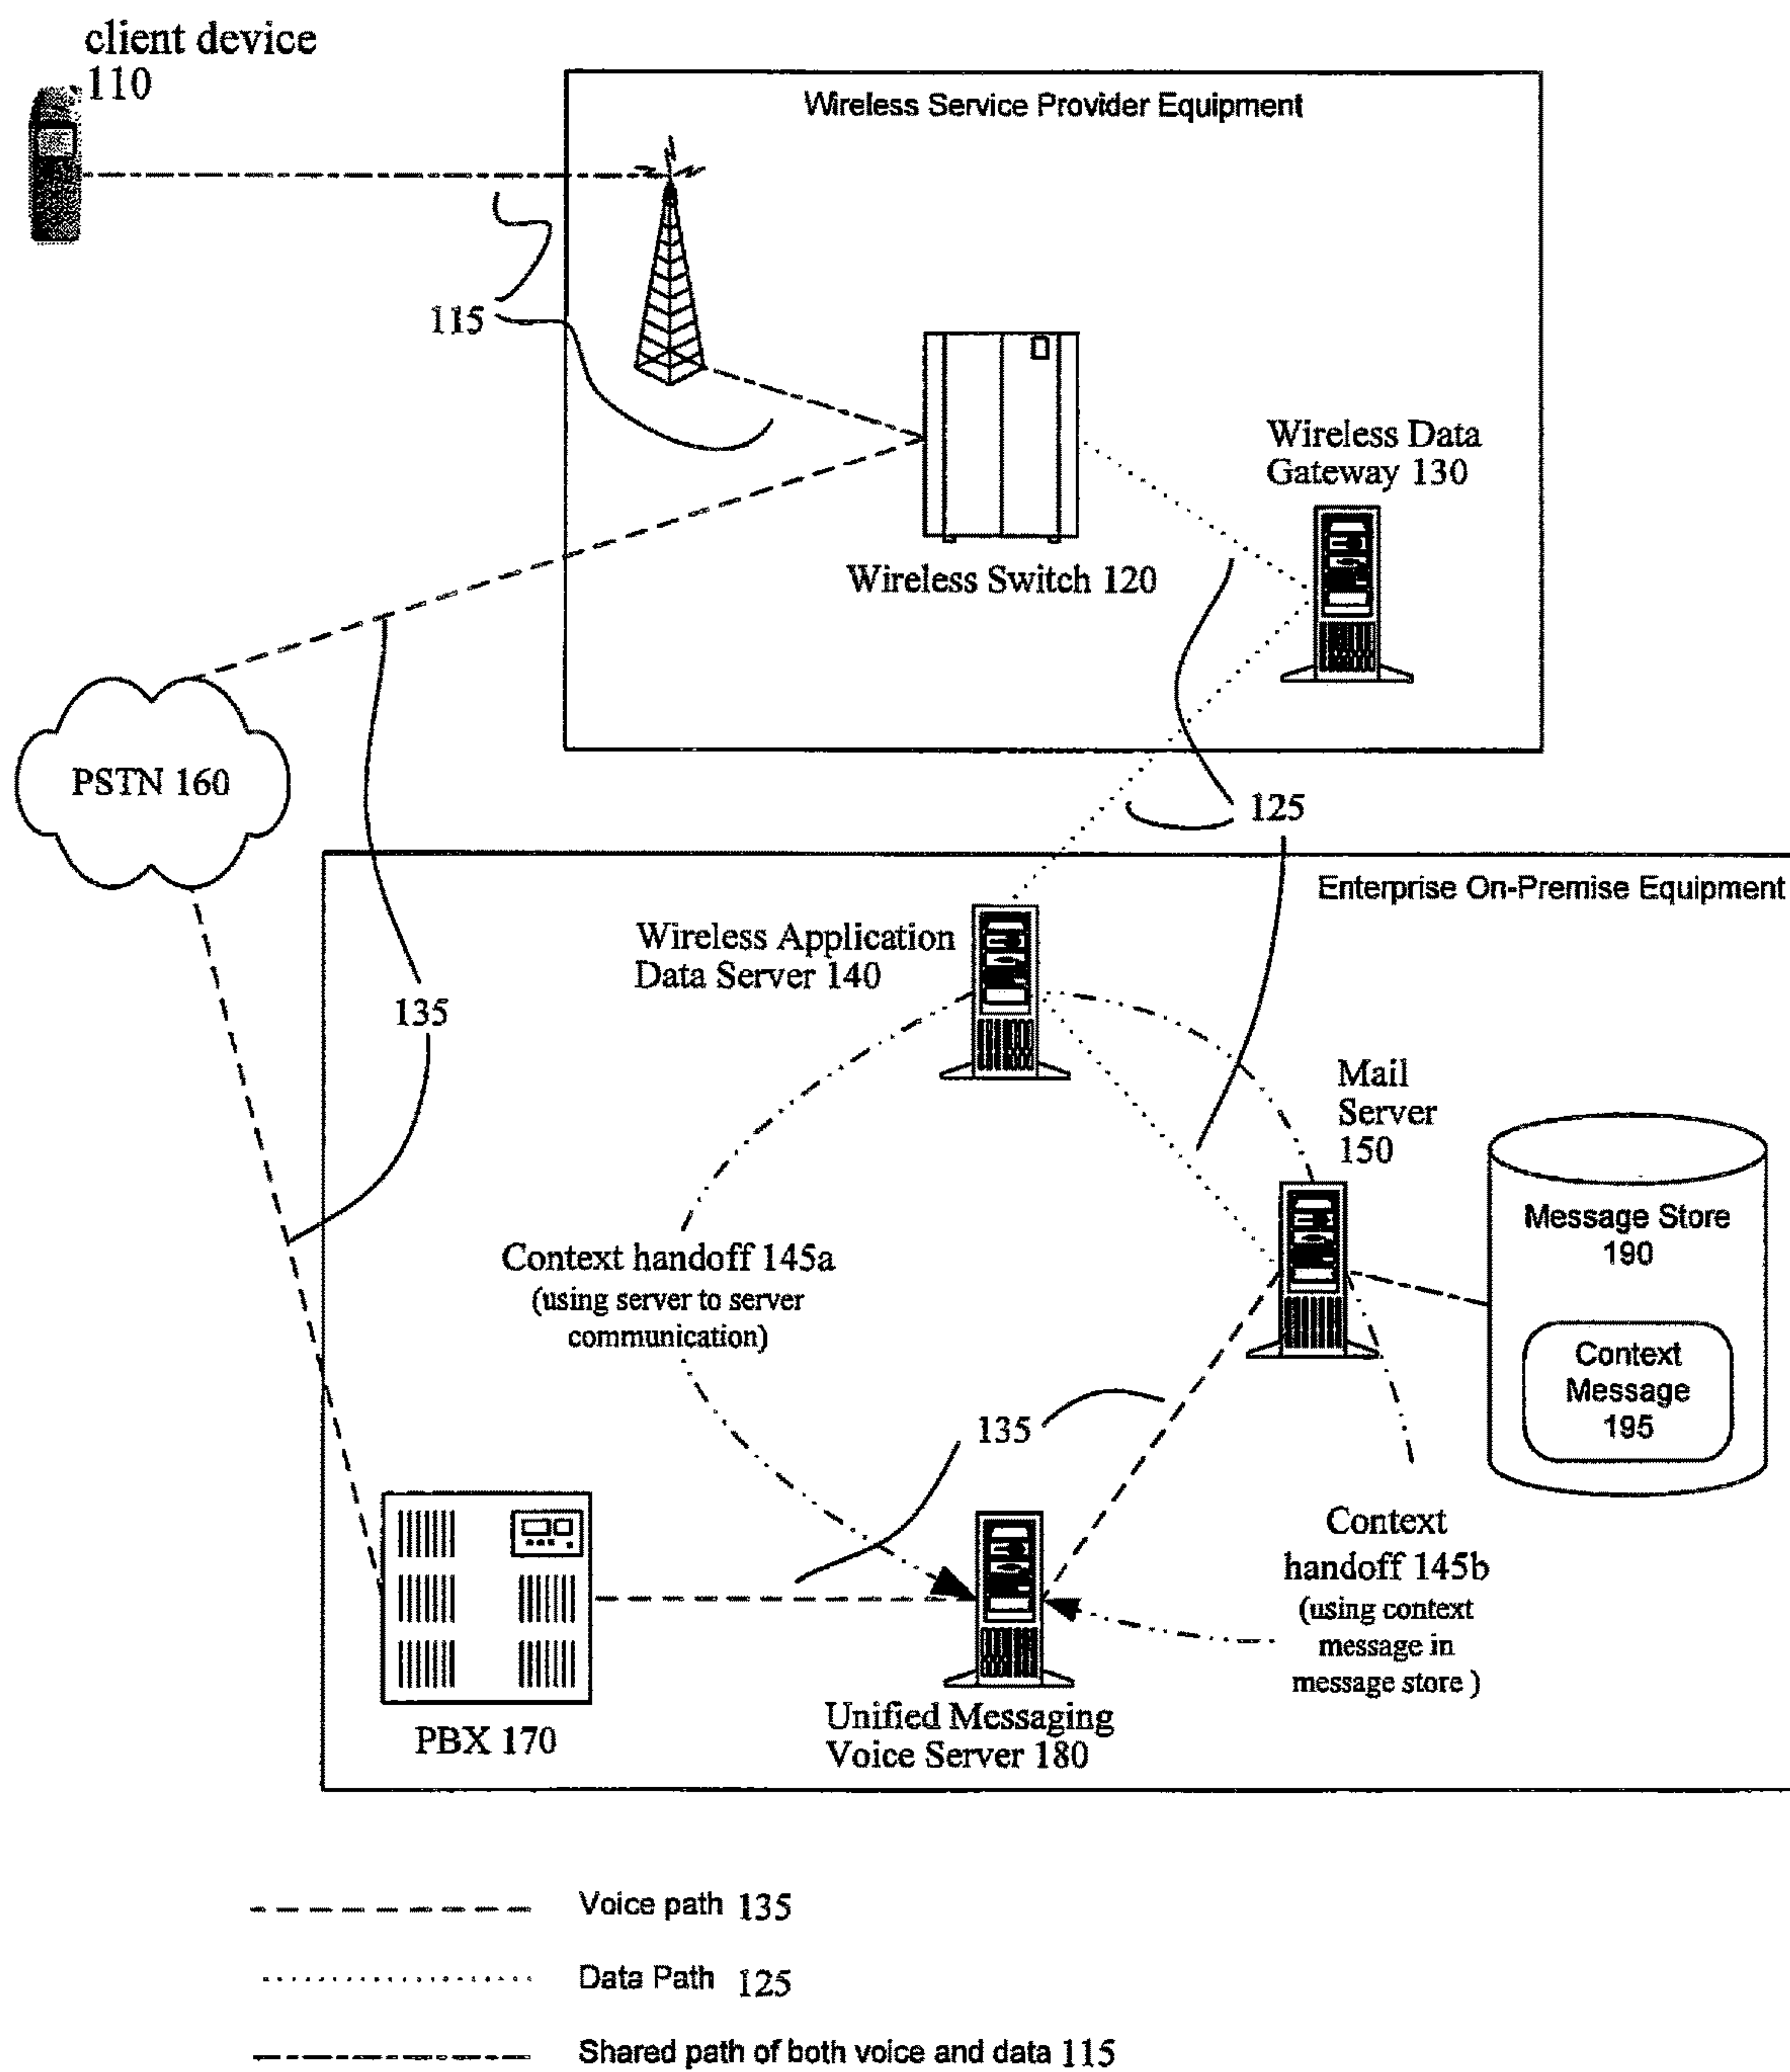 client device
110
Wireless Service Provider Equipment
115
Wireless Data
Gateway 130
Wireless Switch 120
PSTN 160
125
Enterprise On-Premise Equipment
Wireless Application
Data Server 140
135
Mail
Server
150
Message Store
190
Context handoff 145a
(using server to server
communication)
Context
Message
195
135
Context
handoff 145b
(using context
message in
message store )
PBX 170
Unified Messaging
Voice Server 180
Voice path 135
Data Path 125
Shared path of both voice and data 115